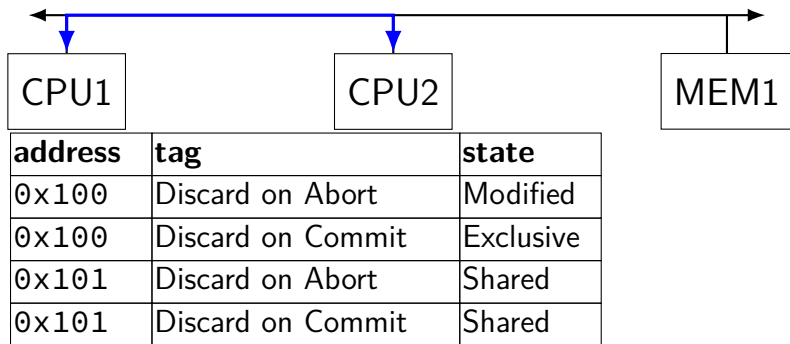 CPU1 CPU2 MEM1
address tag state
0x100 Discard on Abort Modified
0x100 Discard on Commit Exclusive
0x101 Discard on Abort Shared
0x101 Discard on Commit Shared